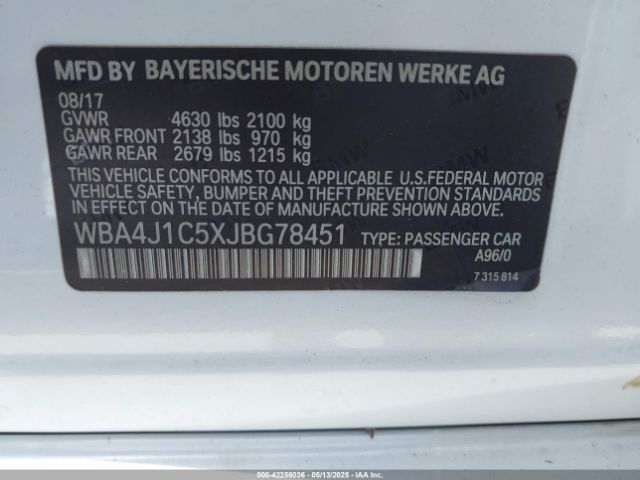 MFD BY BAYERISCHE MOTOREN WERKE AG
08/17
GVWR 4630 lbs 2100 kg
GAWR FRONT 2138 lbs 970 kg
GAWR REAR 2679 lbs 1215 kg
THIS VEHICLE CONFORMS TO ALL APPLICABLE U.S.FEDERAL MOTOR
VEHICLE SAFETY, BUMPER AND THEFT PREVENTION STANDARDS
IN EFFECT ON THE DATE OF MANUFACTURE SHOWN ABOVE.
WBA4J1C5XJBG78451 TYPE: PASSENGER CAR
A96/0
7 315 814
000-42256036 - 05/13/2025 - IAA Inc.